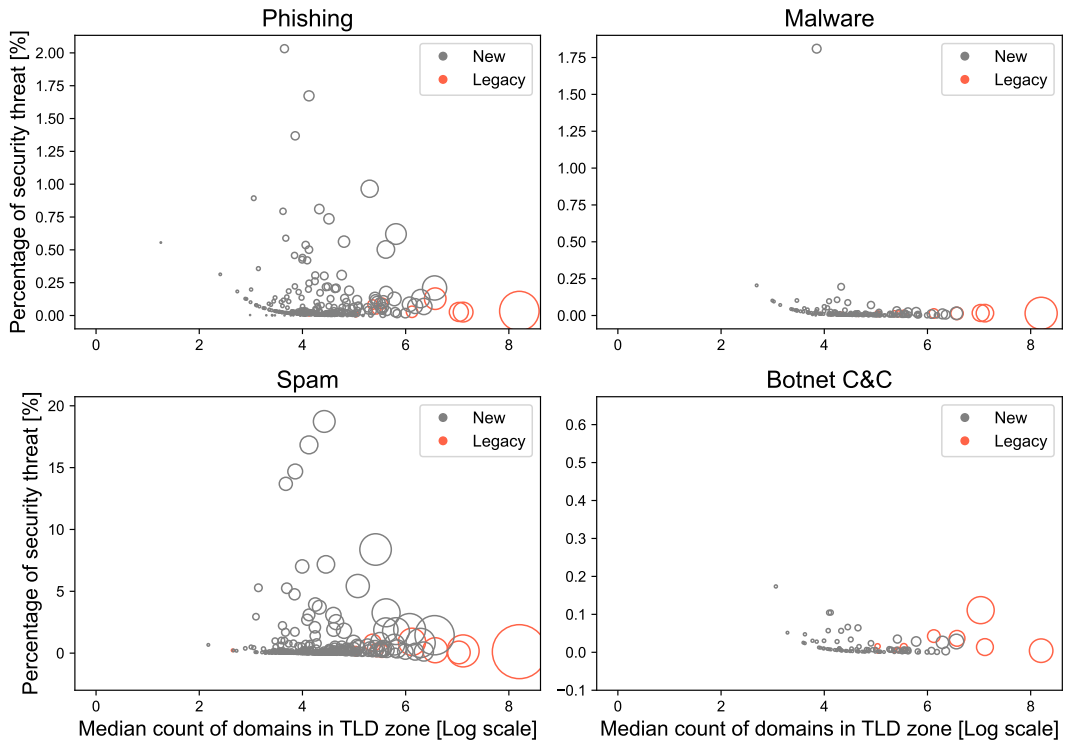 Phishing
Percentage of security threat [%]
2.00
1.75
1.50
1.25
1.00
0.75
0.50
0.25
0.00
0 2 4 6 8
New
Legacy
Malware
1.75
1.50
1.25
1.00
0.75
0.50
0.25
0.00
0 2 4 6 8
New
Legacy
Spam
Percentage of security threat [%]
20
15
10
5
0
0 2 4 6 8
Median count of domains in TLD zone [Log scale]
New
Legacy
Botnet C&C
0.6
0.5
0.4
0.3
0.2
0.1
0.0
−0.1
0 2 4 6 8
Median count of domains in TLD zone [Log scale]
New
Legacy